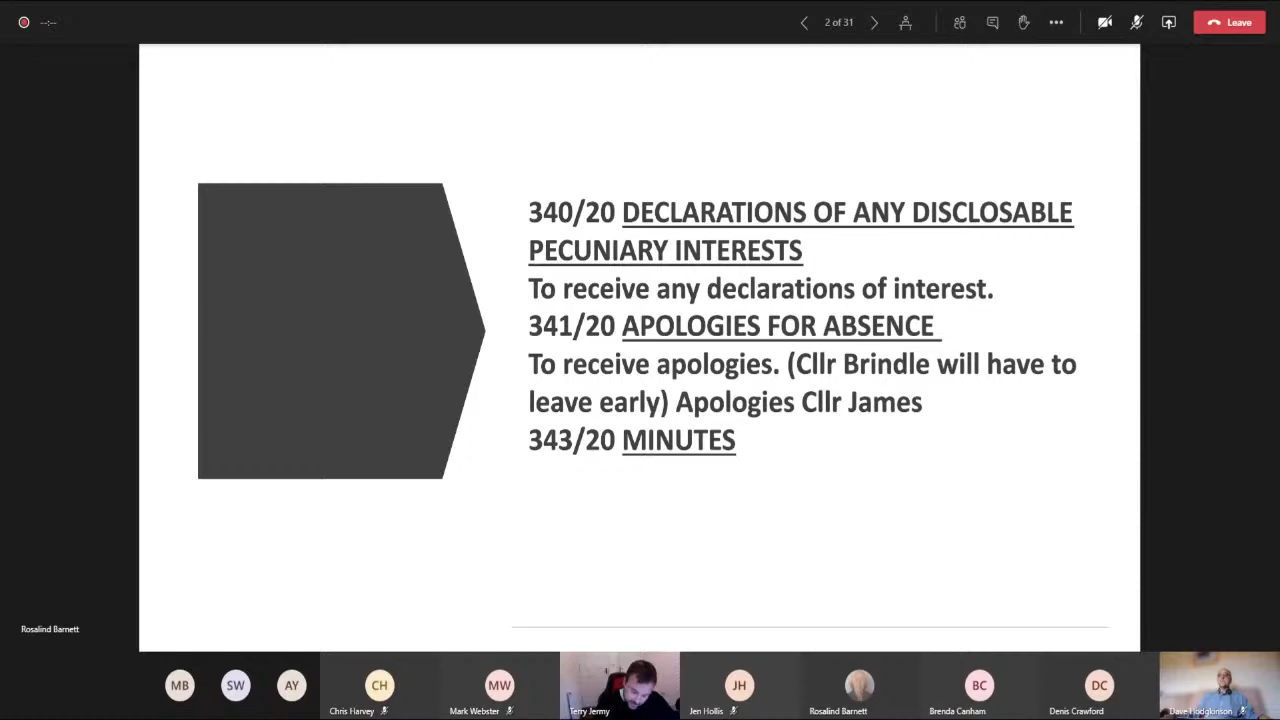 --:--
2 of 31
Leave
340/20 DECLARATIONS OF ANY DISCLOSABLE
PECUNIARY INTERESTS
To receive any declarations of interest.
341/20 APOLOGIES FOR ABSENCE
To receive apologies. (Cllr Brindle will have to
leave early) Apologies Cllr James
343/20 MINUTES
Rosalind Barnett
MB
SW
AY
CH
Chris Harvey
MW
Mark Webster
Terry Jermy
JH
Jen Hollis
Rosalind Barnett
BC
Brenda Canham
DC
Denis Crawford
Dave Hodgkinson